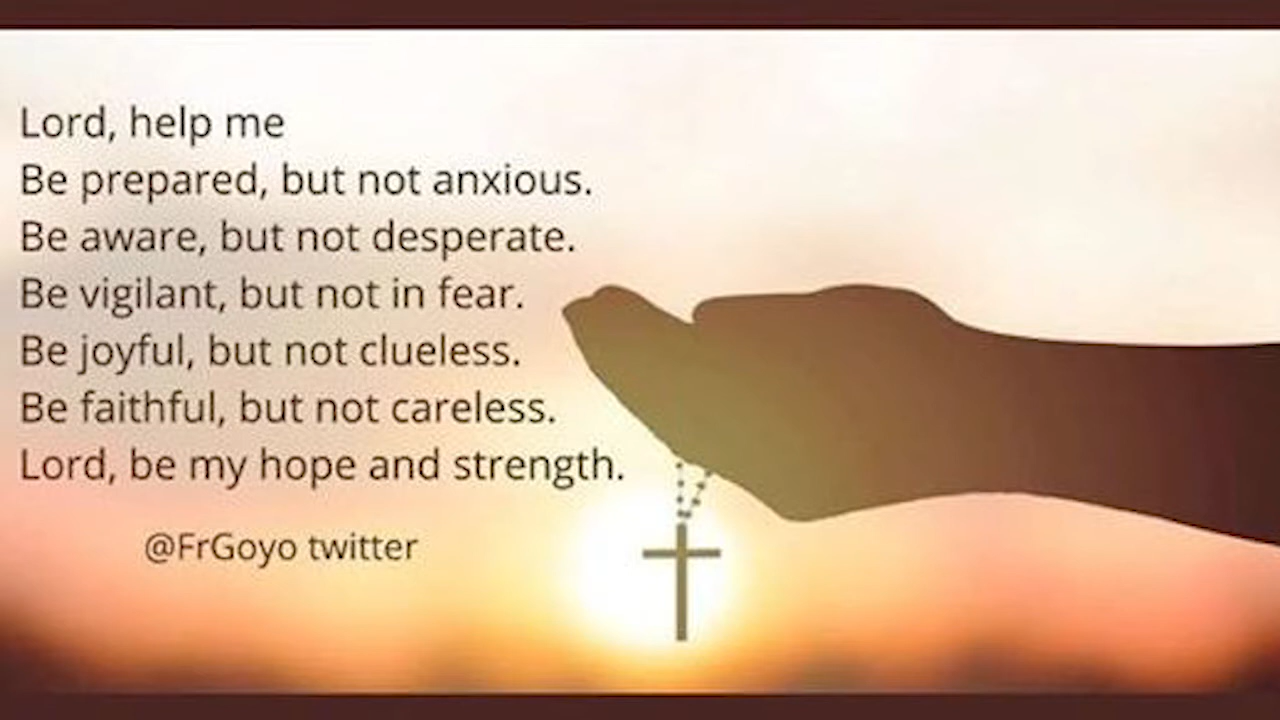 Lord, help me
Be prepared, but not anxious.
Be aware, but not desperate.
Be vigilant, but not in fear.
Be joyful, but not clueless.
Be faithful, but not careless.
Lord, be my hope and strength.
@FrGoyo twitter